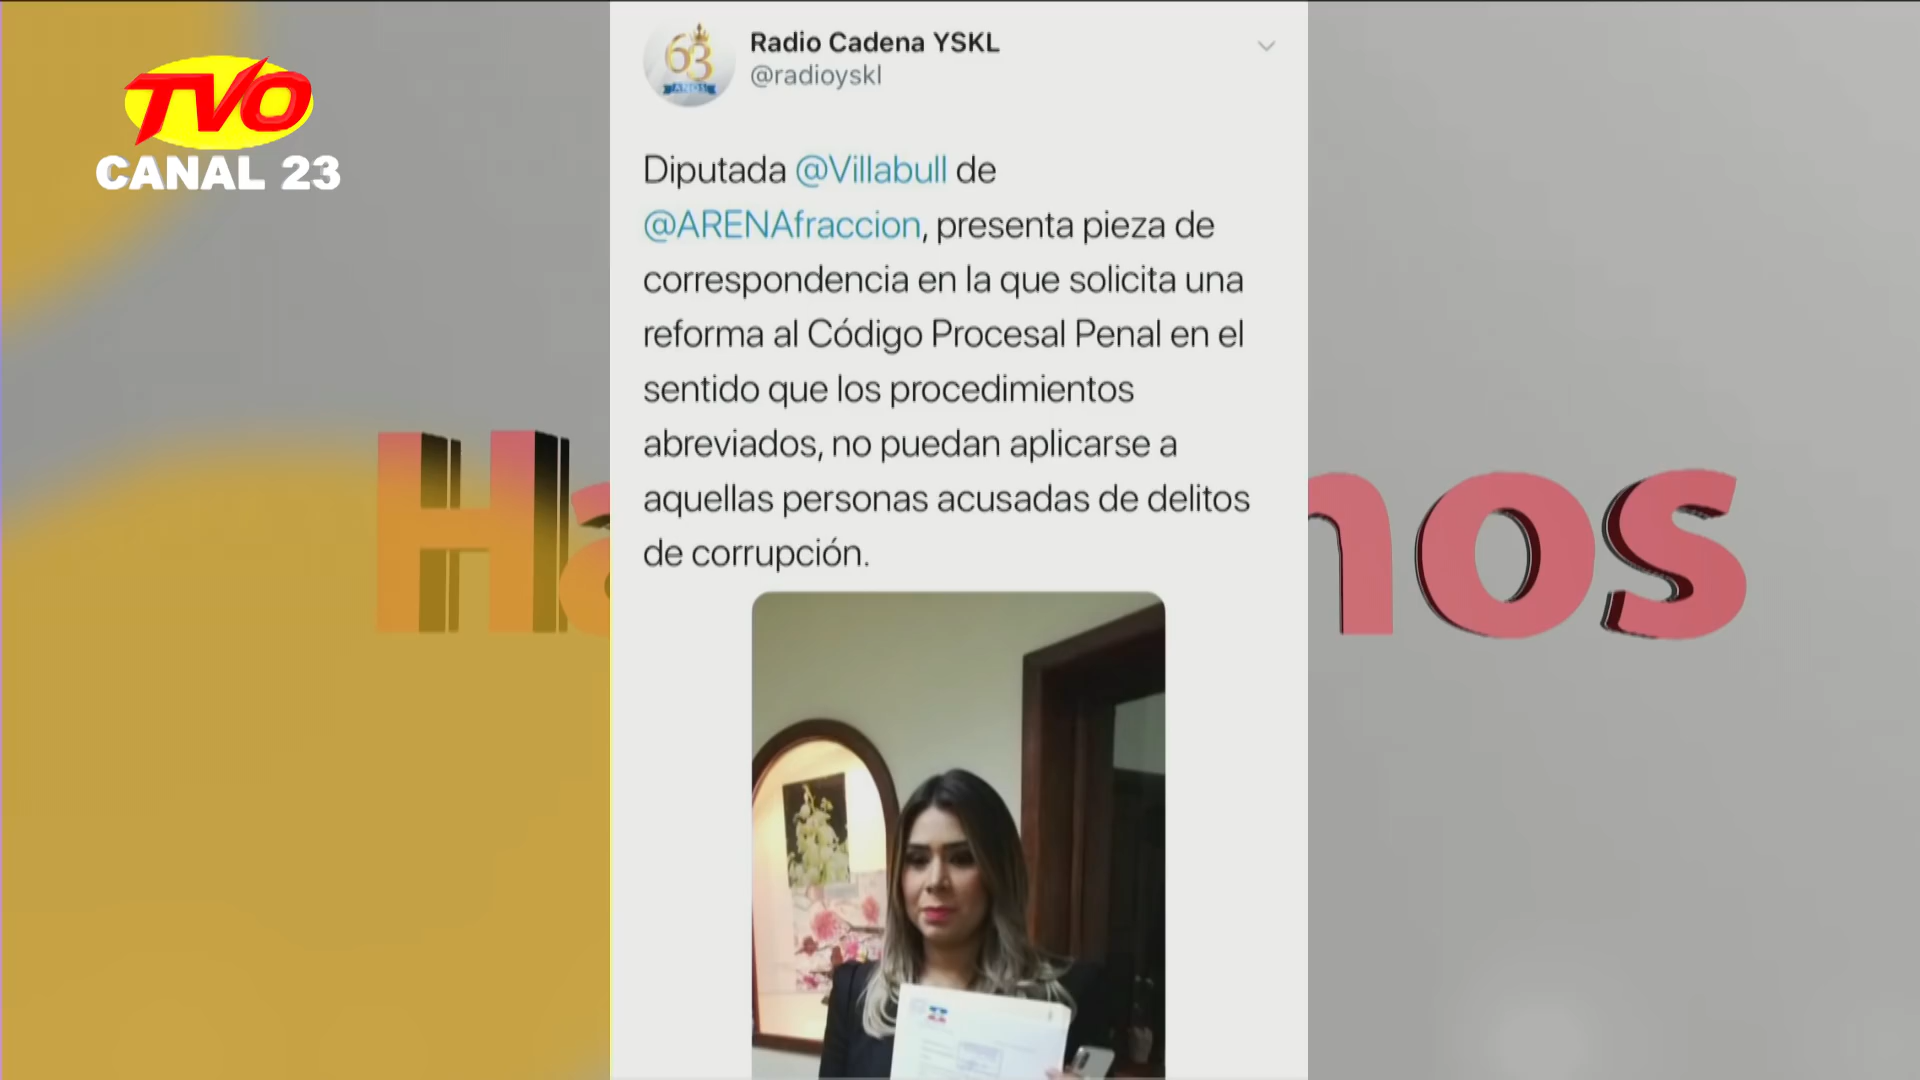 TVO
CANAL 23
63
AÑOS
Radio Cadena YSKL
@radioyskl
Diputada @Villabull de
@ARENAfraccion, presenta pieza de
correspondencia en la que solicita una
reforma al Código Procesal Penal en el
sentido que los procedimientos
abreviados, no puedan aplicarse a
aquellas personas acusadas de delitos
de corrupción.